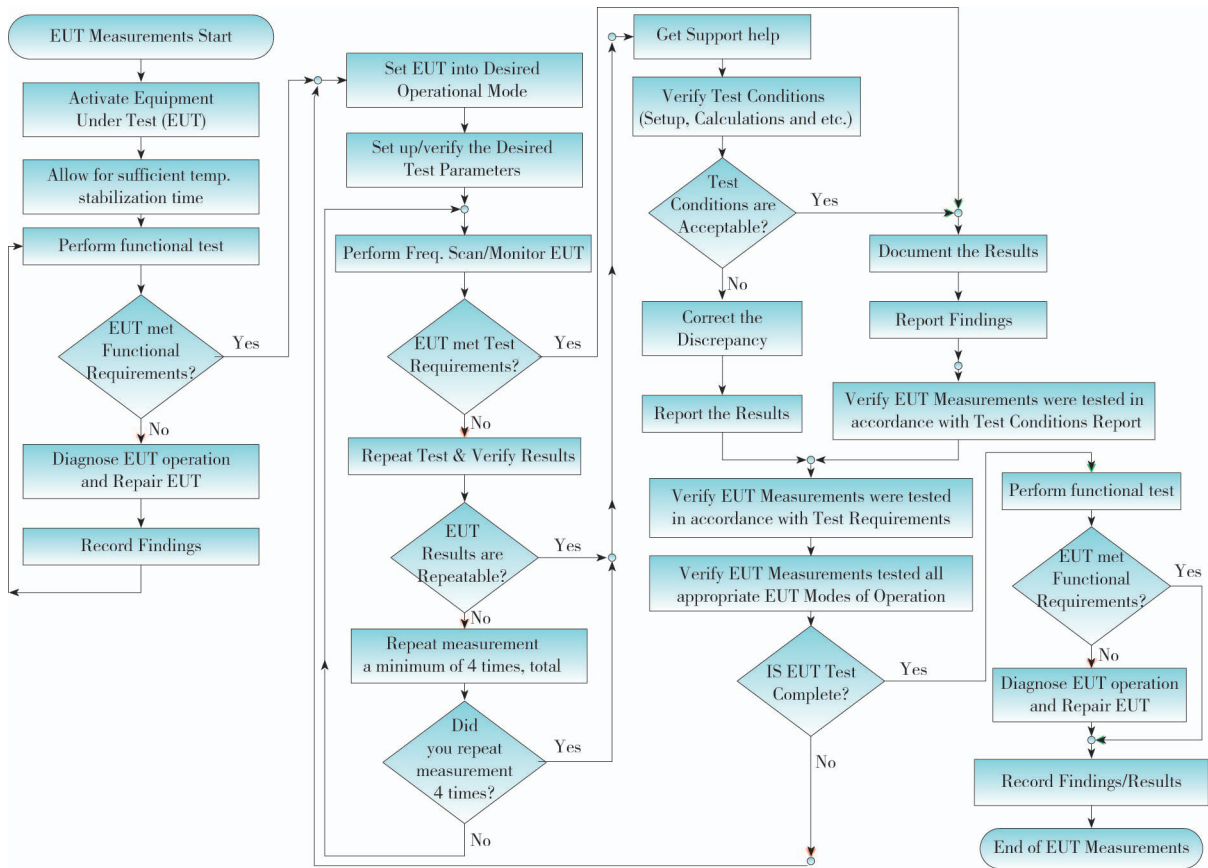 EUT Measurements Start
Activate Equipment
Under Test (EUT)
Allow for sufficient temp.
stabilization time
Perform functional test
EUT met
Functional
Requirements?
Yes
No
Diagnose EUT operation
and Repair EUT
Record Findings
Set EUT into Desired
Operational Mode
Set up/verify the Desired
Test Parameters
Perform Freq. Scan/Monitor EUT
EUT met Test
Requirements?
Yes
No
Repeat Test & Verify Results
EUT
Results are
Repeatable?
Yes
No
Repeat measurement
a minimum of 4 times, total
Did
you repeat
measurement
4 times?
Yes
No
Get Support help
Verify Test Conditions
(Setup, Calculations and etc.)
Test
Conditions are
Acceptable?
Yes
No
Correct the
Discrepancy
Report the Results
Document the Results
Report Findings
Verify EUT Measurements were tested in
accordance with Test Conditions Report
Verify EUT Measurements were tested
in accordance with Test Requirements
Verify EUT Measurements tested all
appropriate EUT Modes of Operation
IS EUT Test
Complete?
Yes
No
Perform functional test
EUT met
Functional
Requirements?
Yes
No
Diagnose EUT operation
and Repair EUT
Record Findings/Results
End of EUT Measurements